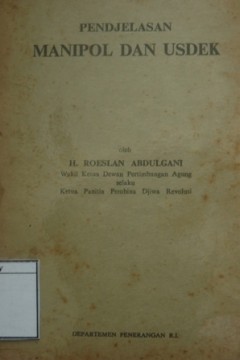 PENDJELASAN
MANIPOL DAN USDEK
oleh
H. ROESLAN ABDULGANI
Wakil Ketua Dewan Pertimbangan Agung
selaku
Ketua Panitia Pembina Djiwa Revolusi
DEPARTEMEN PENERANGAN R.I.